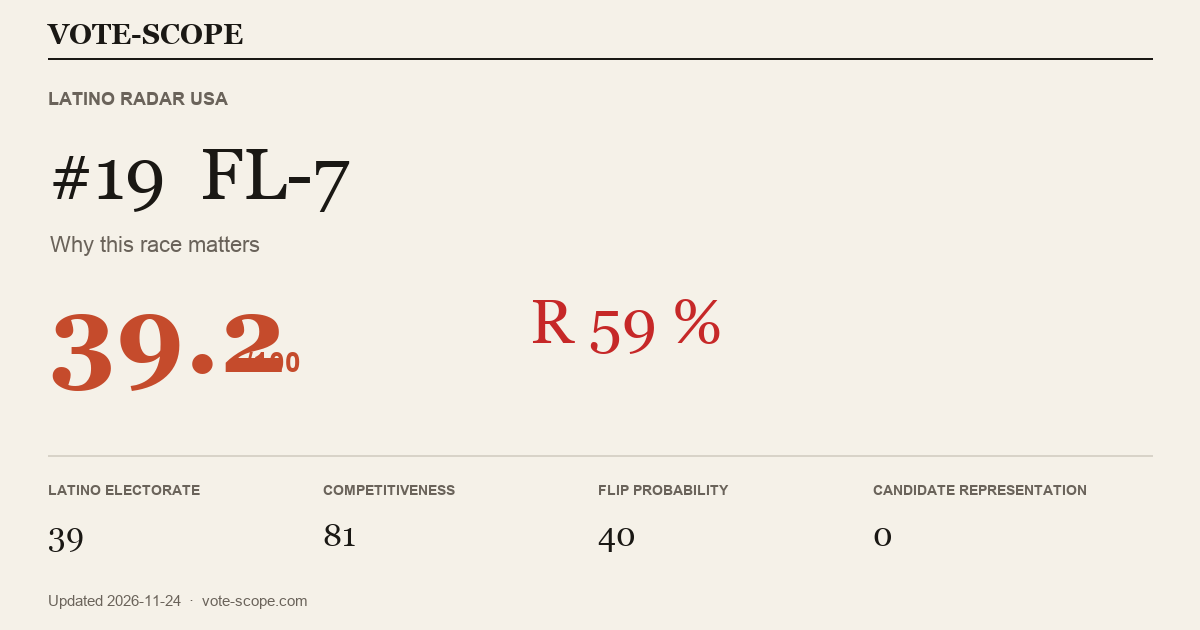 VOTE-SCOPE
LATINO RADAR USA
#19 FL-7
Why this race matters
39.2/100
R 59 %
LATINO ELECTORATE
COMPETITIVENESS
FLIP PROBABILITY
CANDIDATE REPRESENTATION
39
81
40
0
Updated 2026-11-24 · vote-scope.com